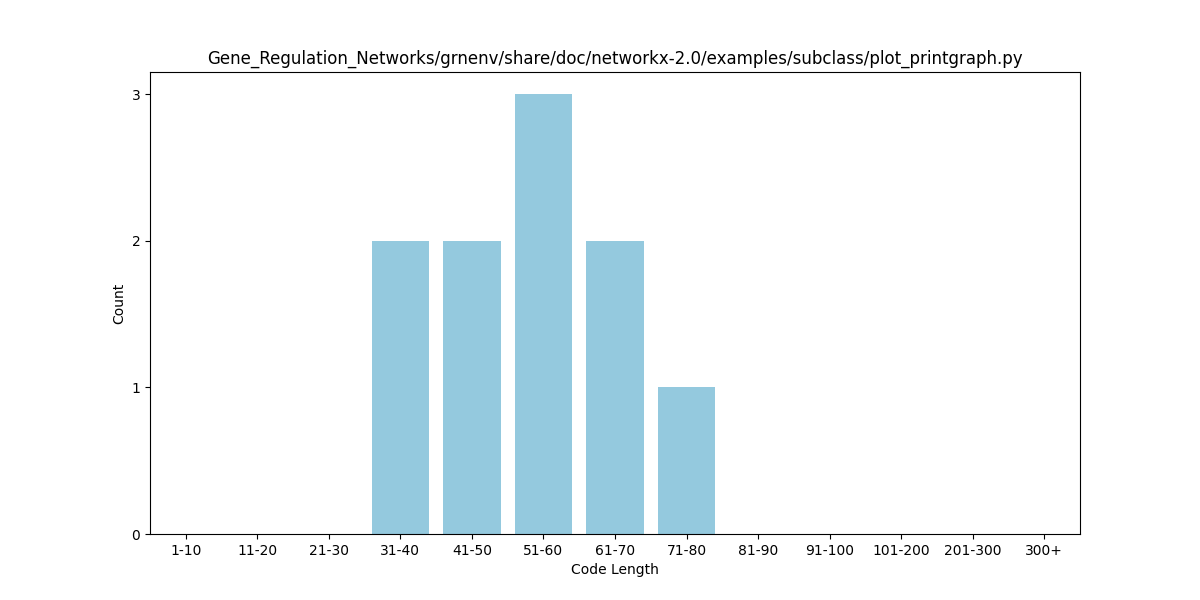 Gene_Regulation_Networks/grnenv/share/doc/networkx-2.0/examples/subclass/plot_printgraph.py
Count
3
2
1
0
1-10 11-20 21-30 31-40 41-50 51-60 61-70 71-80 81-90 91-100 101-200 201-300 300+
Code Length